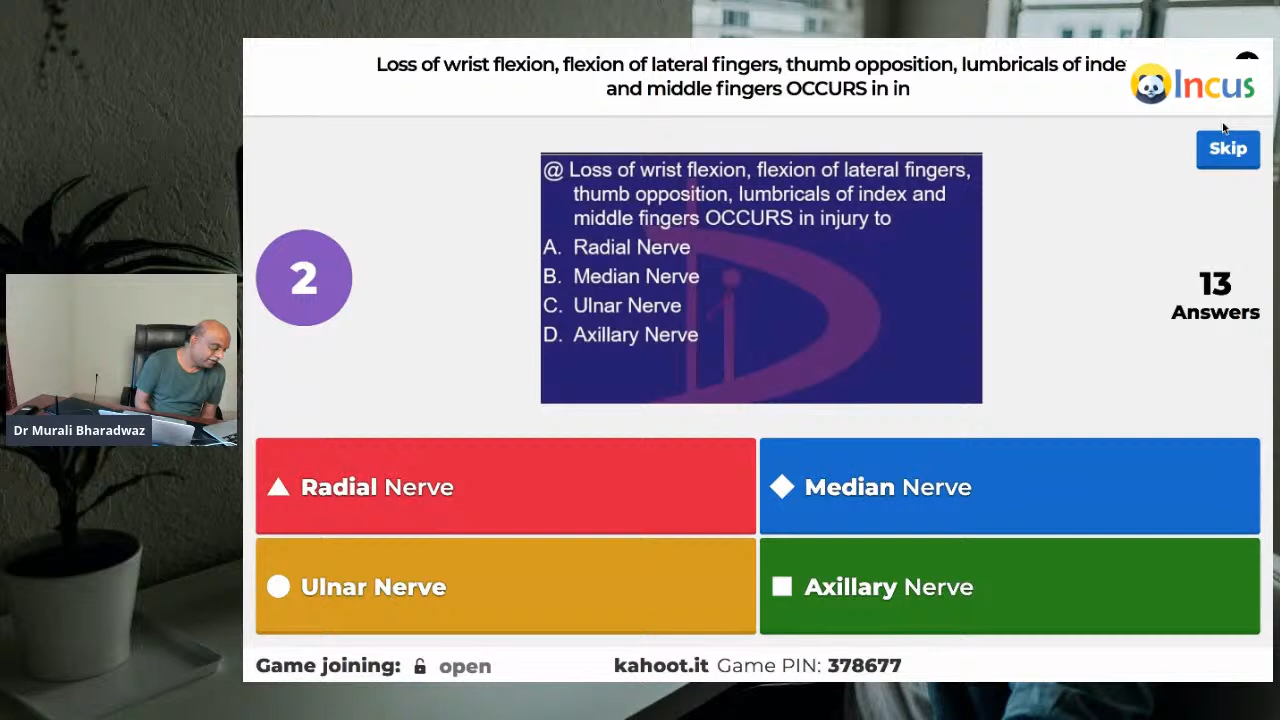 Loss of wrist flexion, flexion of lateral fingers, thumb opposition, lumbricals of inde
and middle fingers OCCURS in in
Incus
Skip
@ Loss of wrist flexion, flexion of lateral fingers,
thumb opposition, lumbricals of index and
middle fingers OCCURS in injury to
A. Radial Nerve
B. Median Nerve
C. Ulnar Nerve
D. Axillary Nerve
2
13
Answers
Dr Murali Bharadwaz
Radial Nerve
Median Nerve
Ulnar Nerve
Axillary Nerve
Game joining: open
kahoot.it Game PIN: 378677